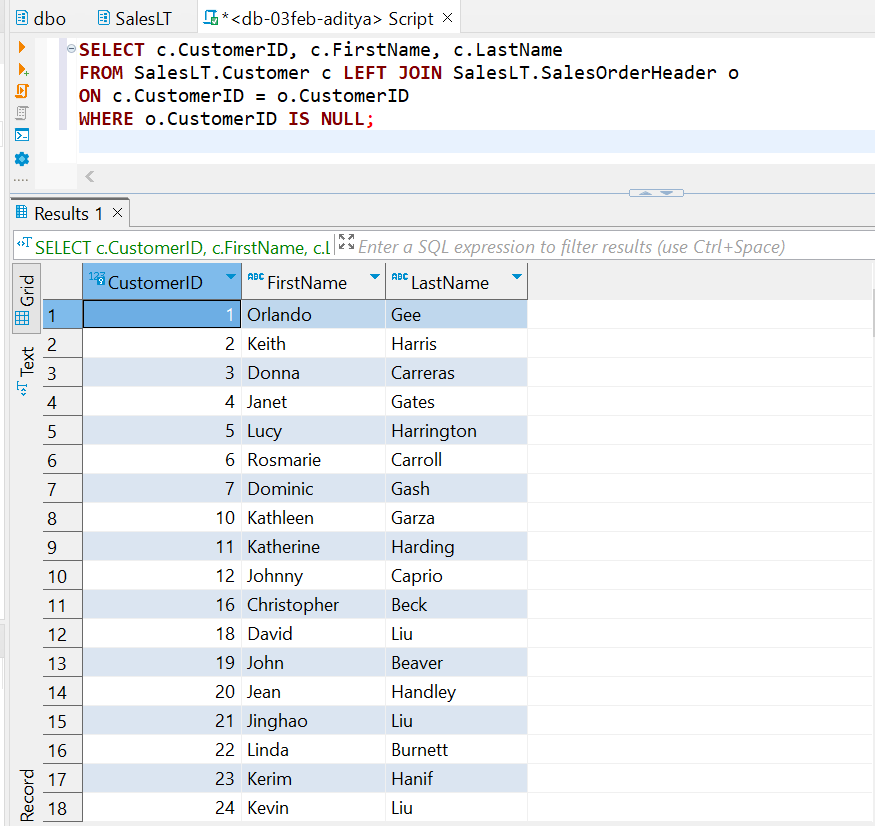 dbo SalesLT *<db-03feb-aditya> Script
SELECT c.CustomerID, c.FirstName, c.LastName
FROM SalesLT.Customer c LEFT JOIN SalesLT.SalesOrderHeader o
ON c.CustomerID = o.CustomerID
WHERE o.CustomerID IS NULL;
Results 1
SELECT c.CustomerID, c.FirstName, c.L Enter a SQL expression to filter results (use Ctrl+Space)
Grid
Text
Record
123 CustomerID ABC FirstName ABC LastName
1 1 Orlando Gee
2 2 Keith Harris
3 3 Donna Carreras
4 4 Janet Gates
5 5 Lucy Harrington
6 6 Rosmarie Carroll
7 7 Dominic Gash
8 10 Kathleen Garza
9 11 Katherine Harding
10 12 Johnny Caprio
11 16 Christopher Beck
12 18 David Liu
13 19 John Beaver
14 20 Jean Handley
15 21 Jinghao Liu
16 22 Linda Burnett
17 23 Kerim Hanif
18 24 Kevin Liu